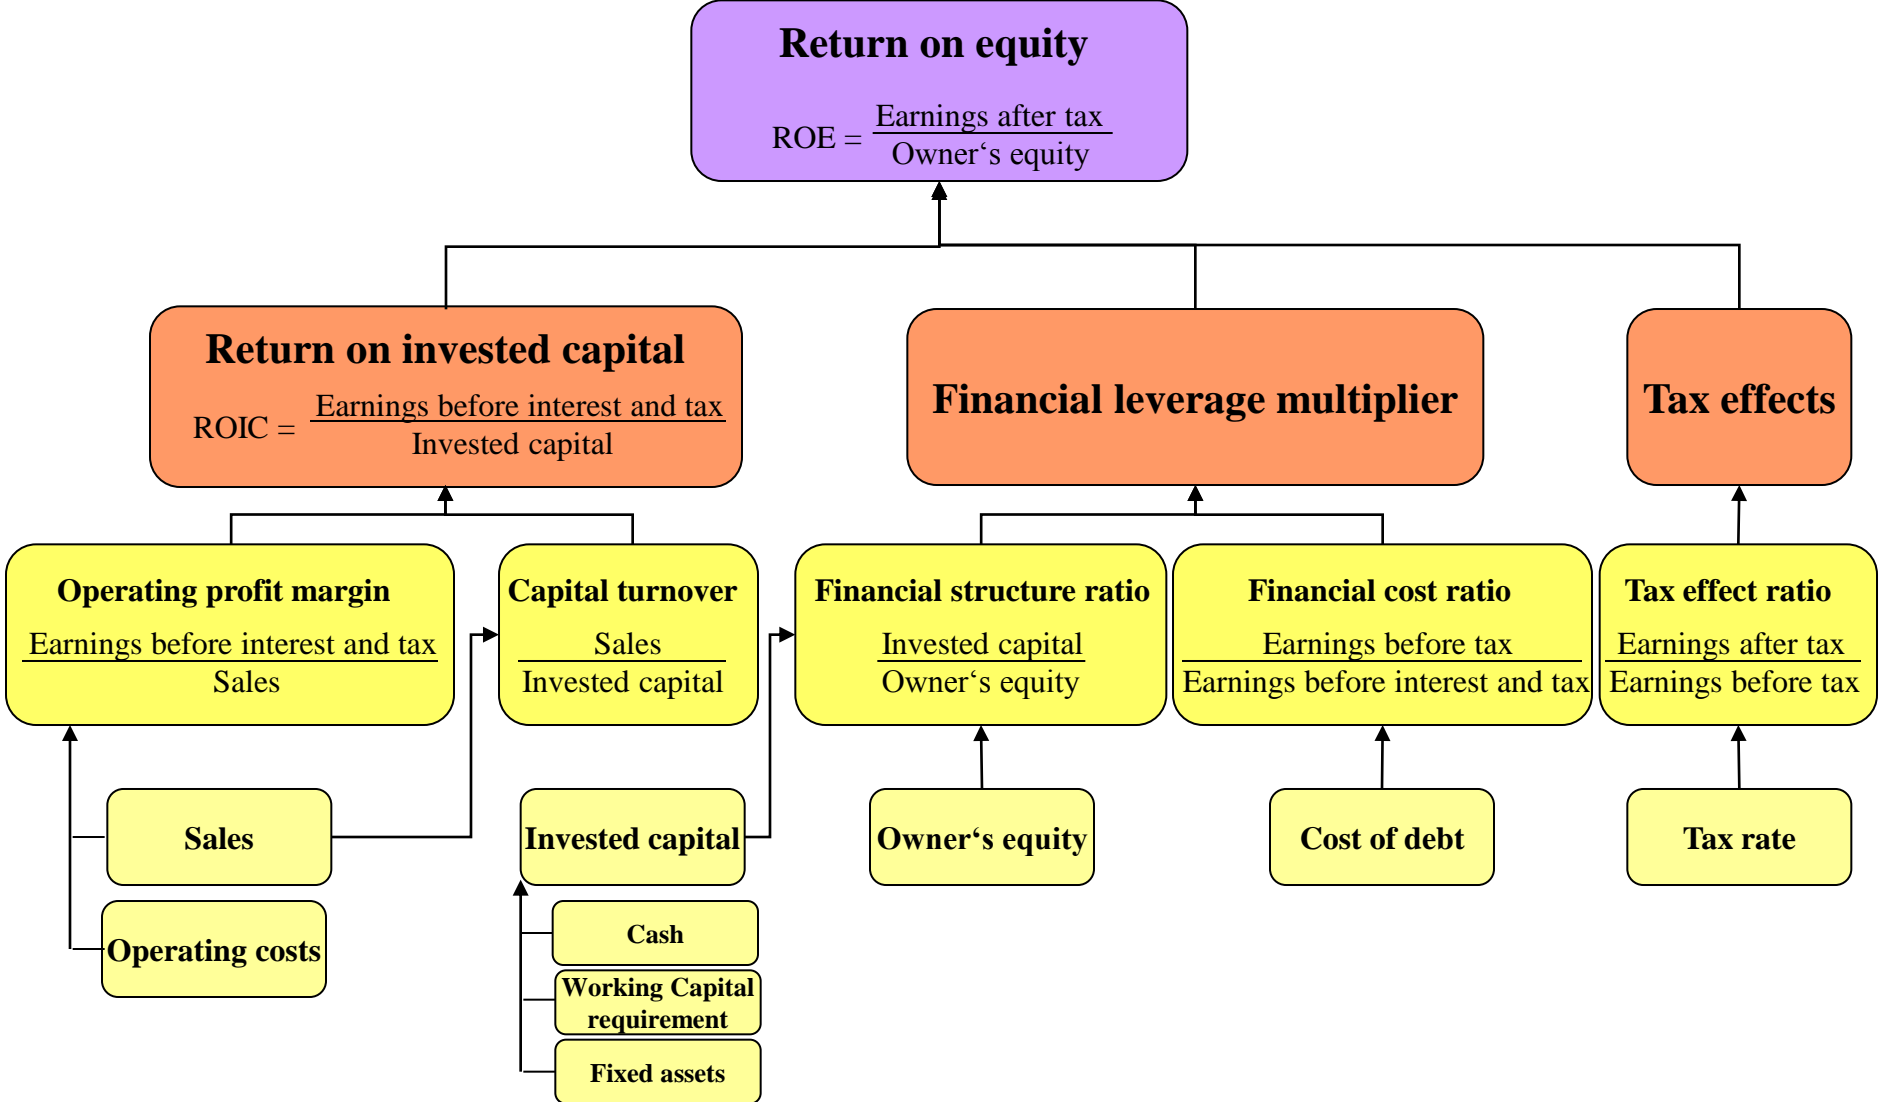 Return on equity
ROE =
Earnings after tax
Owner‘s equity
Return on invested capital
ROIC =
Earnings before interest and tax
Invested capital
Financial leverage multiplier
Tax effects
Operating profit margin
Earnings before interest and tax
Sales
Capital turnover
Sales
Invested capital
Financial structure ratio
Invested capital
Owner‘s equity
Financial cost ratio
Earnings before tax
Earnings before interest and tax
Tax effect ratio
Earnings after tax
Earnings before tax
Sales
Invested capital
Owner‘s equity
Cost of debt
Tax rate
Operating costs
Cash
Working Capital
requirement
Fixed assets